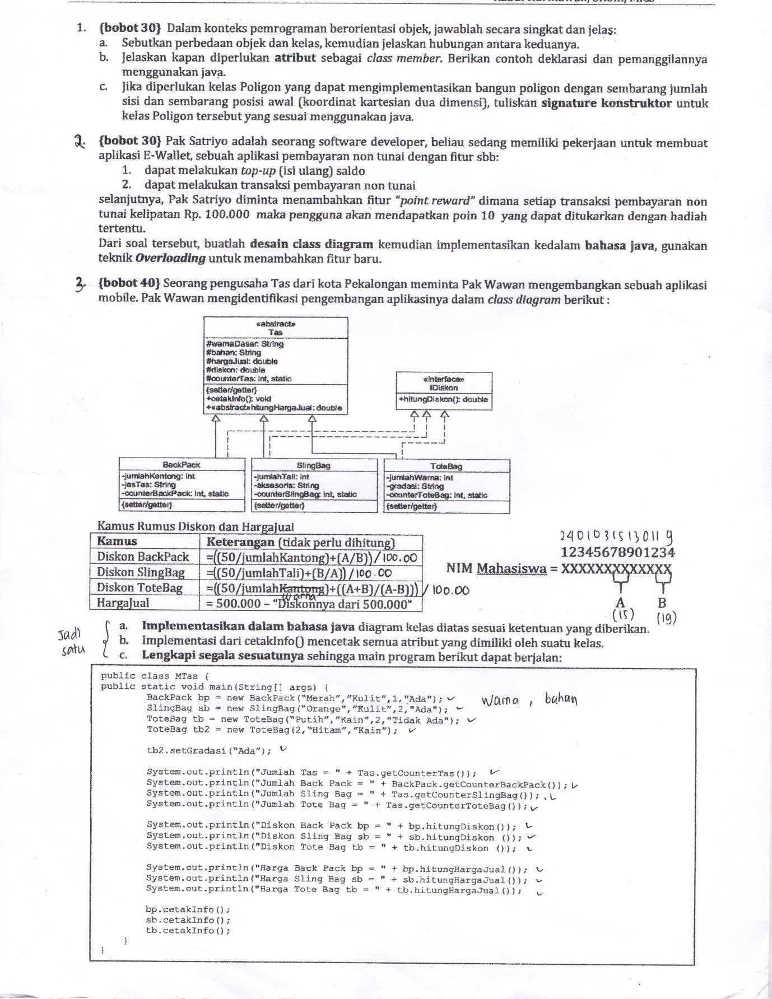 1. {bobot 30} Dalam konteks pemrograman berorientasi objek, jawablah secara singkat dan jelas:
a. Sebutkan perbedaan objek dan kelas, kemudian jelaskan hubungan antara keduanya.
b. Jelaskan kapan diperlukan atribut sebagai class member. Berikan contoh deklarasi dan pemanggilannya
menggunakan java.
c. Jika diperlukan kelas Poligon yang dapat mengimplementasikan bangun poligon dengan sembarang jumlah
sisi dan sembarang posisi awal (koordinat kartesian dua dimensi), tuliskan signature konstruktor untuk
kelas Poligon tersebut yang sesuai menggunakan java.
2. {bobot 30} Pak Satriyo adalah seorang software developer, beliau sedang memiliki pekerjaan untuk membuat
aplikasi E-Wallet, sebuah aplikasi pembayaran non tunai dengan fitur sbb:
1. dapat melakukan top-up (isi ulang) saldo
2. dapat melakukan transaksi pembayaran non tunai
selanjutnya, Pak Satriyo diminta menambahkan fitur "point reward" dimana setiap transaksi pembayaran non
tunai kelipatan Rp. 100.000 maka pengguna akan mendapatkan poin 10 yang dapat ditukarkan dengan hadiah
tertentu.
Dari soal tersebut, buatlah desain class diagram kemudian implementasikan kedalam bahasa java, gunakan
teknik Overloading untuk menambahkan fitur baru.
3. {bobot 40} Seorang pengusaha Tas dari kota Pekalongan meminta Pak Wawan mengembangkan sebuah aplikasi
mobile. Pak Wawan mengidentifikasi pengembangan aplikasinya dalam class diagram berikut :
«abstract»
Tas
#warnaDasar: String
#bahan: String
#hargaJual: double
#diskon: double
#counterTas: int, static
{setter/getter}
+cetakInfo(): void
+«abstract»hitungHargaJual: double
«interface»
IDiskon
+hitungDiskon(): double
BackPack
-jumlahKantong: int
-jasTas: String
-counterBackPack: int, static
{setter/getter}
SlingBag
-jumlahTali: int
-aksesoris: String
-counterSlingBag: int, static
{setter/getter}
ToteBag
-jumlahWarna: int
-gradasi: String
-counterToteBag: int, static
{setter/getter}
Kamus Rumus Diskon dan HargaJual
Kamus Keterangan (tidak perlu dihitung)
Diskon BackPack =((50/jumlahKantong)+(A/B))/100.00
Diskon SlingBag =((50/jumlahTali)+(B/A))/100.00
Diskon ToteBag =((50/jumlahKantong)+((A+B)/(A-B)))/100.00
warna
HargaJual = 500.000 – "Diskonnya dari 500.000"
24010315130119
12345678901234
NIM Mahasiswa = XXXXXXXXXXXXXX
A B
(15) (19)
Jadi
satu
a. Implementasikan dalam bahasa java diagram kelas diatas sesuai ketentuan yang diberikan.
b. Implementasi dari cetakInfo() mencetak semua atribut yang dimiliki oleh suatu kelas.
c. Lengkapi segala sesuatunya sehingga main program berikut dapat berjalan:
public class MTas {
public static void main(String[] args) {
BackPack bp = new BackPack("Merah","Kulit",1,"Ada"); ✓ warna , bahan
SlingBag sb = new SlingBag("Orange","Kulit",2,"Ada"); ✓
ToteBag tb = new ToteBag("Putih","Kain",2,"Tidak Ada"); ✓
ToteBag tb2 = new ToteBag(2,"Hitam","Kain"); ✓
tb2.setGradasi("Ada"); ✓
System.out.println("Jumlah Tas = " + Tas.getCounterTas()); ✓
System.out.println("Jumlah Back Pack = " + BackPack.getCounterBackPack()); ✓
System.out.println("Jumlah Sling Bag = " + Tas.getCounterSlingBag()); ✓
System.out.println("Jumlah Tote Bag = " + Tas.getCounterToteBag()); ✓
System.out.println("Diskon Back Pack bp = " + bp.hitungDiskon()); ✓
System.out.println("Diskon Sling Bag sb = " + sb.hitungDiskon ()); ✓
System.out.println("Diskon Tote Bag tb = " + tb.hitungDiskon ()); ✓
System.out.println("Harga Back Pack bp = " + bp.hitungHargaJual()); ✓
System.out.println("Harga Sling Bag sb = " + sb.hitungHargaJual()); ✓
System.out.println("Harga Tote Bag tb = " + tb.hitungHargaJual()); ✓
bp.cetakInfo();
sb.cetakInfo();
tb.cetakInfo();
}
}